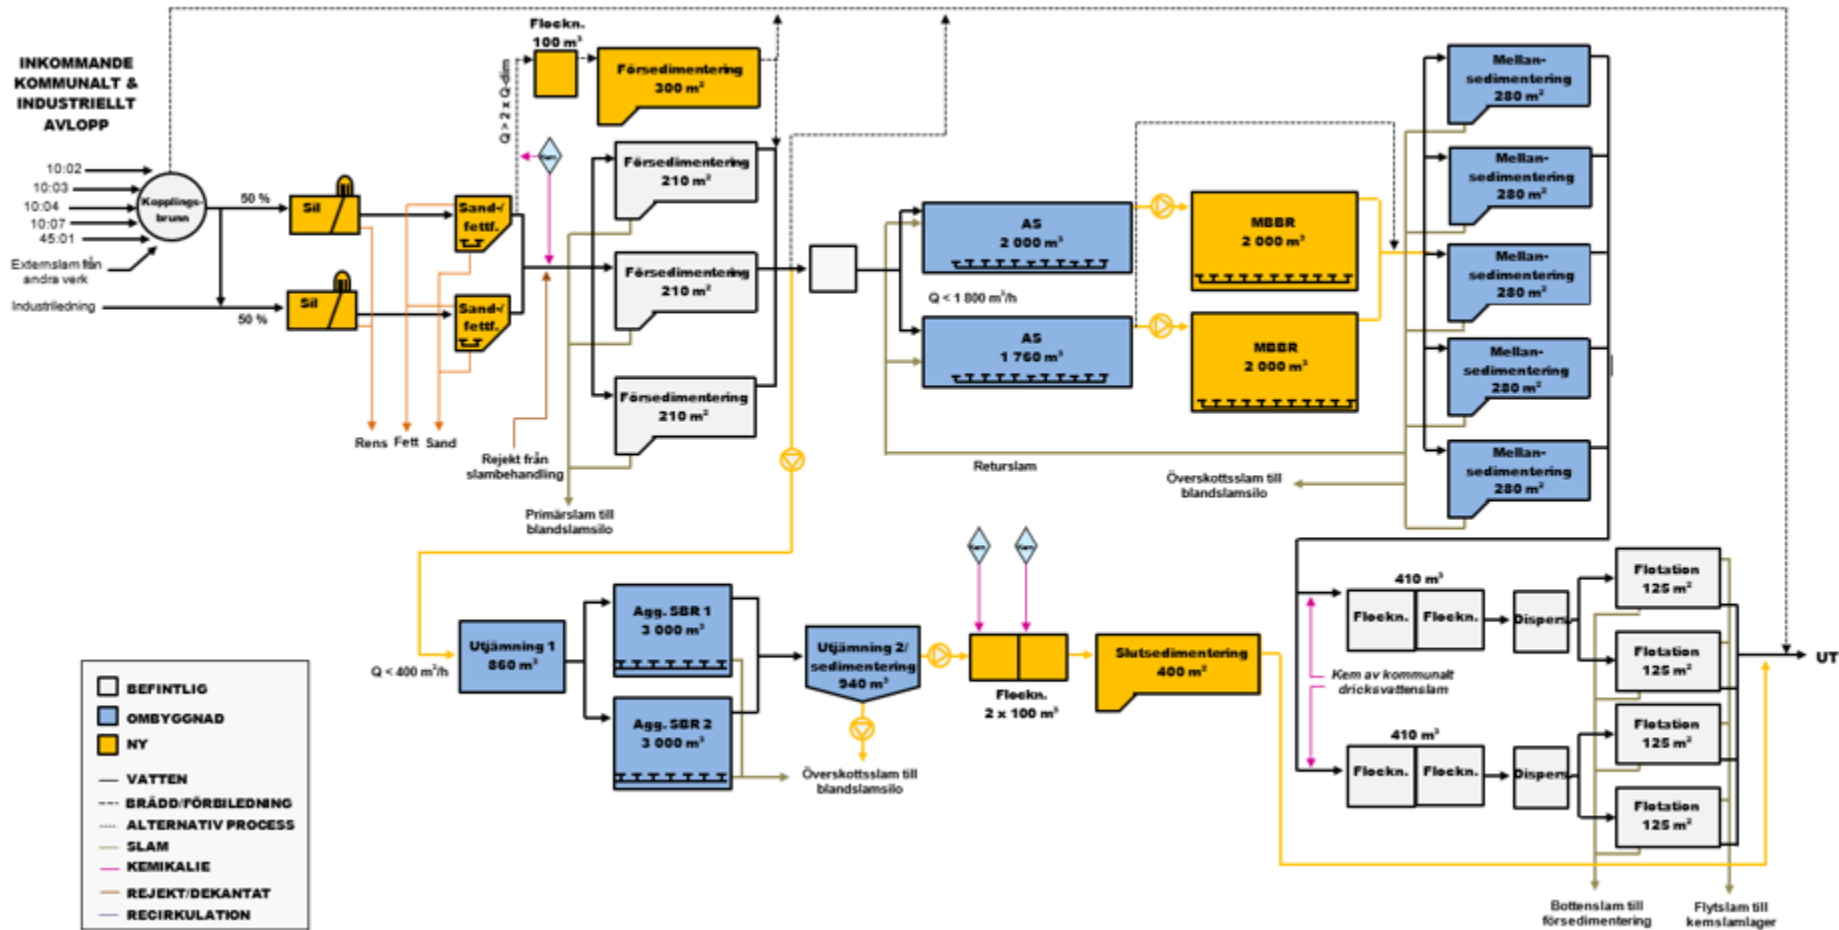 INKOMMANDE
KOMMUNALT &
INDUSTRIELLT
AVLOPP
10:02
10:03
10:04
10:07
45:01
Externslam från
andra verk
Industriledning
Kopplings-
brunn
50 %
50 %
Sil
Sil
Sand-/
fettf.
Sand-/
fettf.
Rens
Fett
Sand
Q > 2 x Q-dim
Flockn.
100 m³
Försedimentering
300 m²
Kem
Försedimentering
210 m²
Försedimentering
210 m²
Försedimentering
210 m²
Rejekt från
slambehandling
Primärslam till
blandslamsilo
AS
2 000 m³
Q < 1 800 m³/h
AS
1 760 m³
MBBR
2 000 m³
MBBR
2 000 m³
Returslam
Överskottsslam till
blandslamsilo
Mellan-
sedimentering
280 m²
Mellan-
sedimentering
280 m²
Mellan-
sedimentering
280 m²
Mellan-
sedimentering
280 m²
Mellan-
sedimentering
280 m²
Q < 400 m³/h
Utjämning 1
860 m³
Agg. SBR 1
3 000 m³
Agg. SBR 2
3 000 m³
Utjämning 2/
sedimentering
940 m³
Överskottsslam till
blandslamsilo
Kem
Kem
Flockn.
2 x 100 m³
Slutsedimentering
400 m²
410 m³
Flockn.
Flockn.
Dispers.
Kem av kommunalt
dricksvattenslam
410 m³
Flockn.
Flockn.
Dispers.
Flotation
125 m²
Flotation
125 m²
Flotation
125 m²
Flotation
125 m²
UT
Bottenslam till
försedimentering
Flytslam till
kemslamlager
BEFINTLIG
OMBYGGNAD
NY
VATTEN
BRÄDD/FÖRBILEDNING
ALTERNATIV PROCESS
SLAM
KEMIKALIE
REJEKT/DEKANTAT
RECIRKULATION